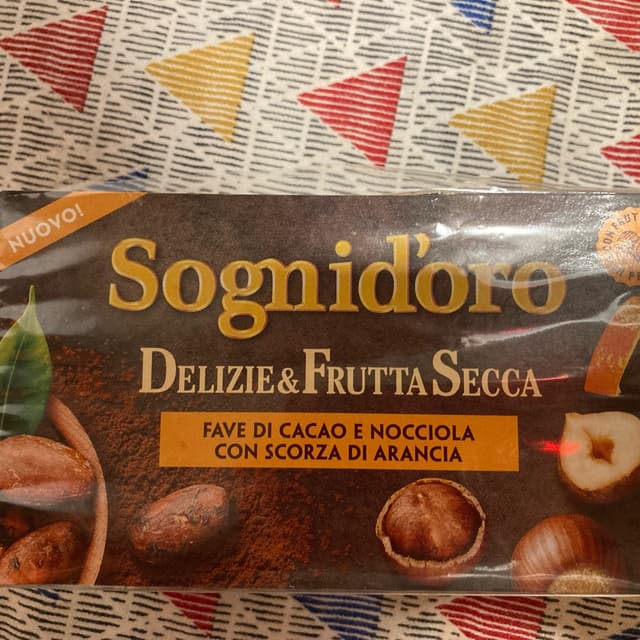 NUOVO!
Sognid'oro
DELIZIE & FRUTTA SECCA
FAVE DI CACAO E NOCCIOLA
CON SCORZA DI ARANCIA